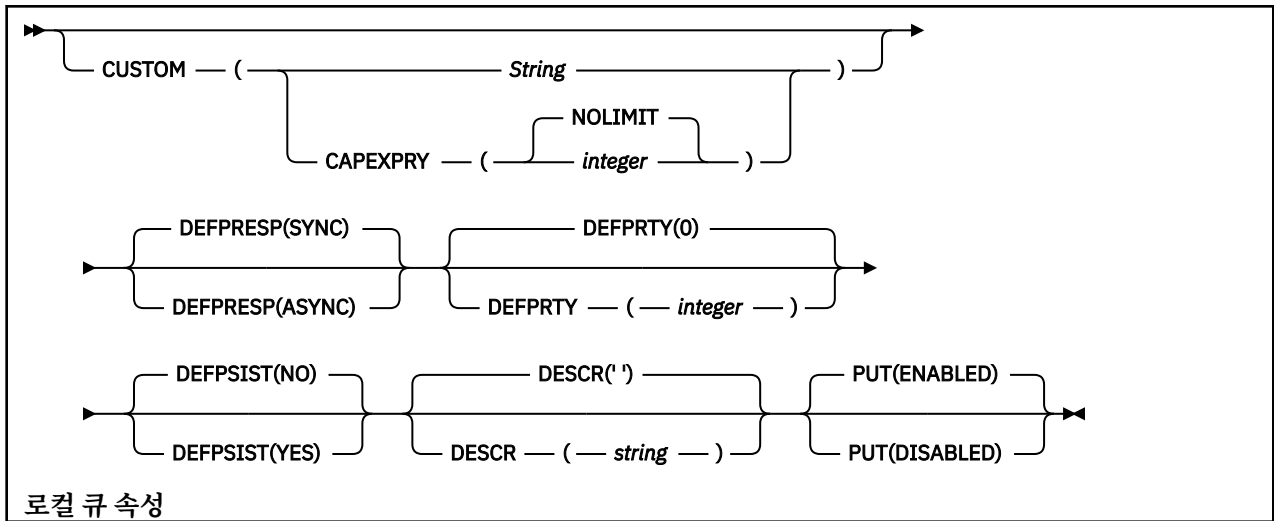 CUSTOM ( String )
NOLIMIT
CAPEXPRY ( integer )
DEFPRESP(SYNC) DEFPRTY(0)
DEFPRESP(ASYNC) DEFPRTY ( integer )
DEFPSIST(NO) DESCR(' ') PUT(ENABLED)
DEFPSIST(YES) DESCR ( string ) PUT(DISABLED)
로컬 큐 속성